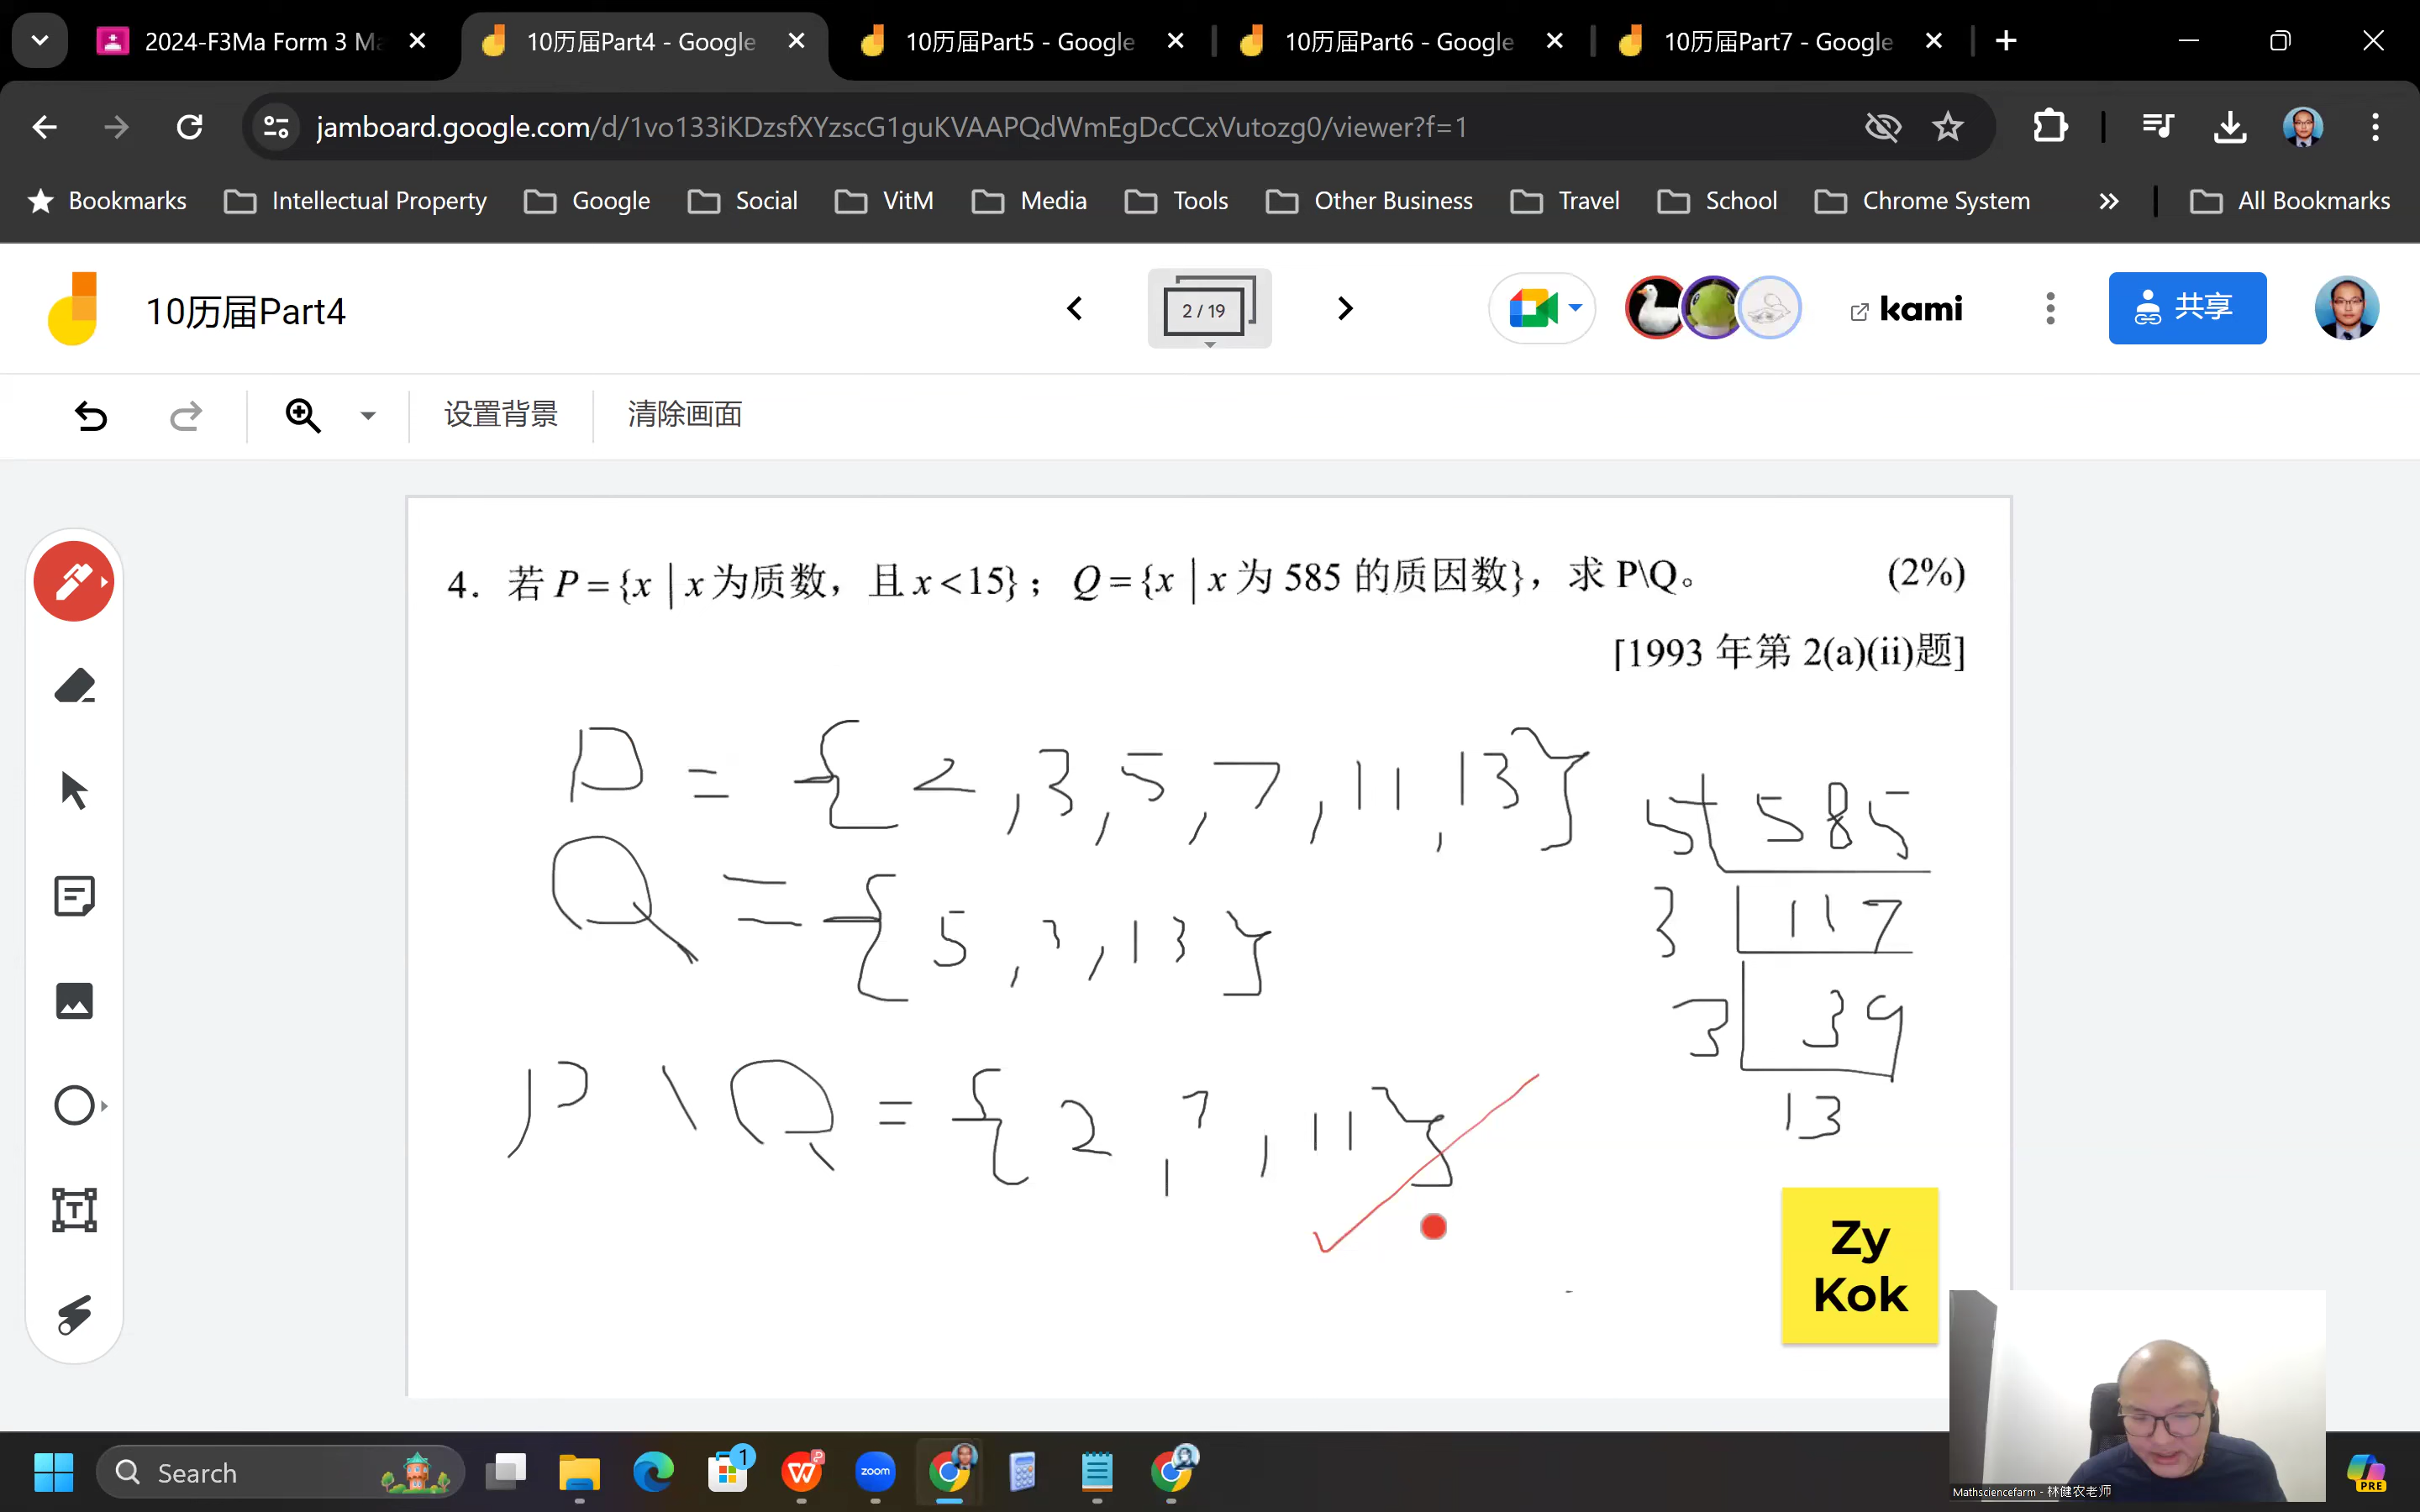 2024-F3Ma Form 3 Ma
10历届Part4 - Google
10历届Part5 - Google
10历届Part6 - Google
10历届Part7 - Google
jamboard.google.com/d/1vo133iKDzsfXYzscG1guKVAAPQdWmEgDcCCxVutozg0/viewer?f=1
Bookmarks Intellectual Property Google Social VitM Media Tools Other Business Travel School Chrome System » All Bookmarks
10历届Part4
2 / 19
kami
共享
设置背景 清除画面
4. 若 P = {x | x 为质数，且 x < 15}；Q = {x | x 为 585 的质因数}，求 P\Q。 (2%)
[1993 年第 2(a)(ii)题]
P = { 2 , 3 , 5 , 7 , 11 , 13 }
Q = { 5 , 3 , 13 }
P \ Q = { 2 , 7 , 11 }
5 585
3 117
3 39
13
Zy
Kok
Mathsciencefarm - 林健农老师
Search
1
zoom
PRE